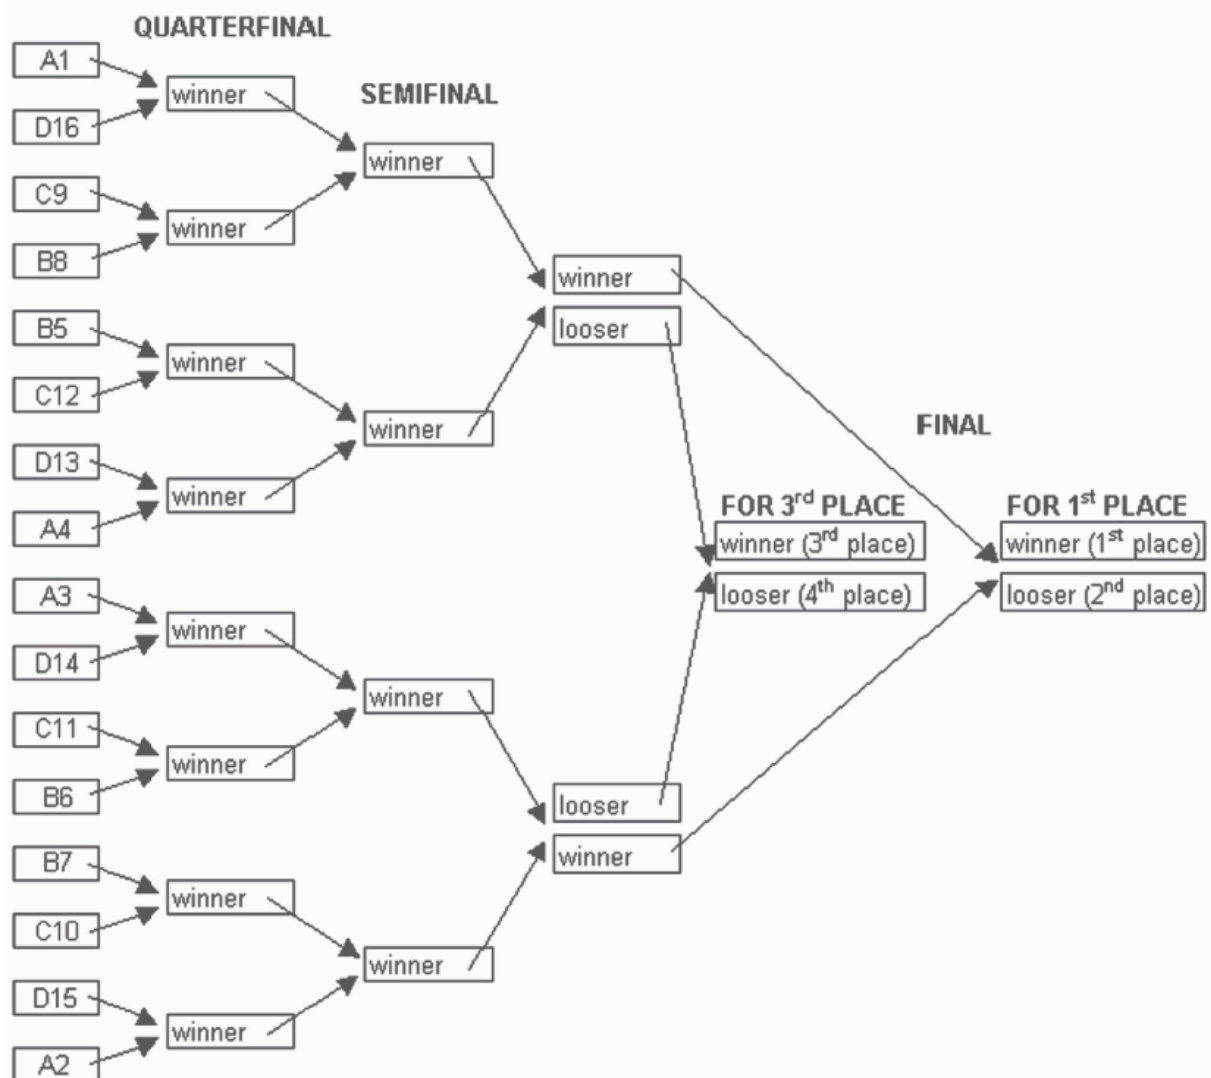 QUARTERFINAL
A1
winner
SEMIFINAL
D16
winner
C9
winner
B8
winner
B5
looser
winner
C12
winner
FINAL
D13
winner
A4
FOR 3rd PLACE
FOR 1st PLACE
winner (3rd place)
winner (1st place)
looser (4th place)
looser (2nd place)
A3
winner
D14
winner
C11
winner
B6
looser
B7
winner
winner
C10
winner
D15
winner
A2